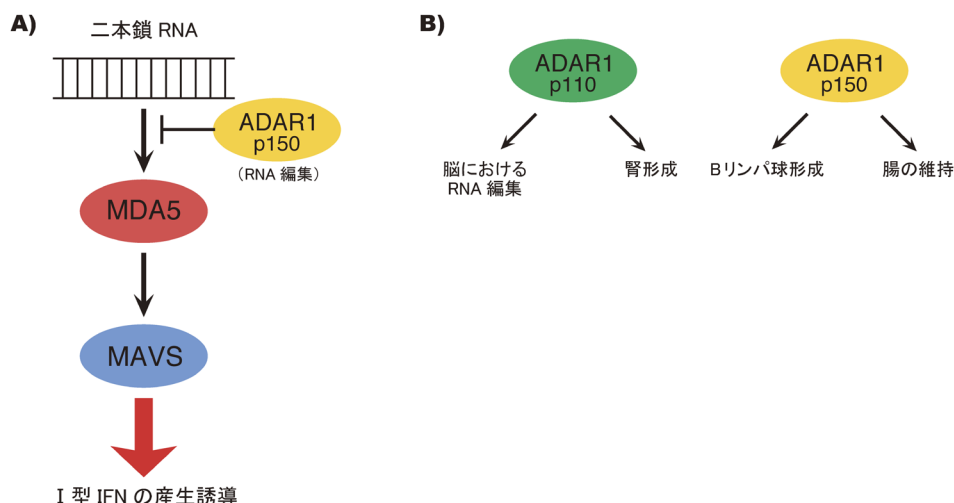 A)
二本鎖 RNA
ADAR1
p150
(RNA 編集)
MDA5
MAVS
I 型 IFN の産生誘導
B)
ADAR1
p110
脳における
RNA 編集
腎形成
ADAR1
p150
Bリンパ球形成
腸の維持